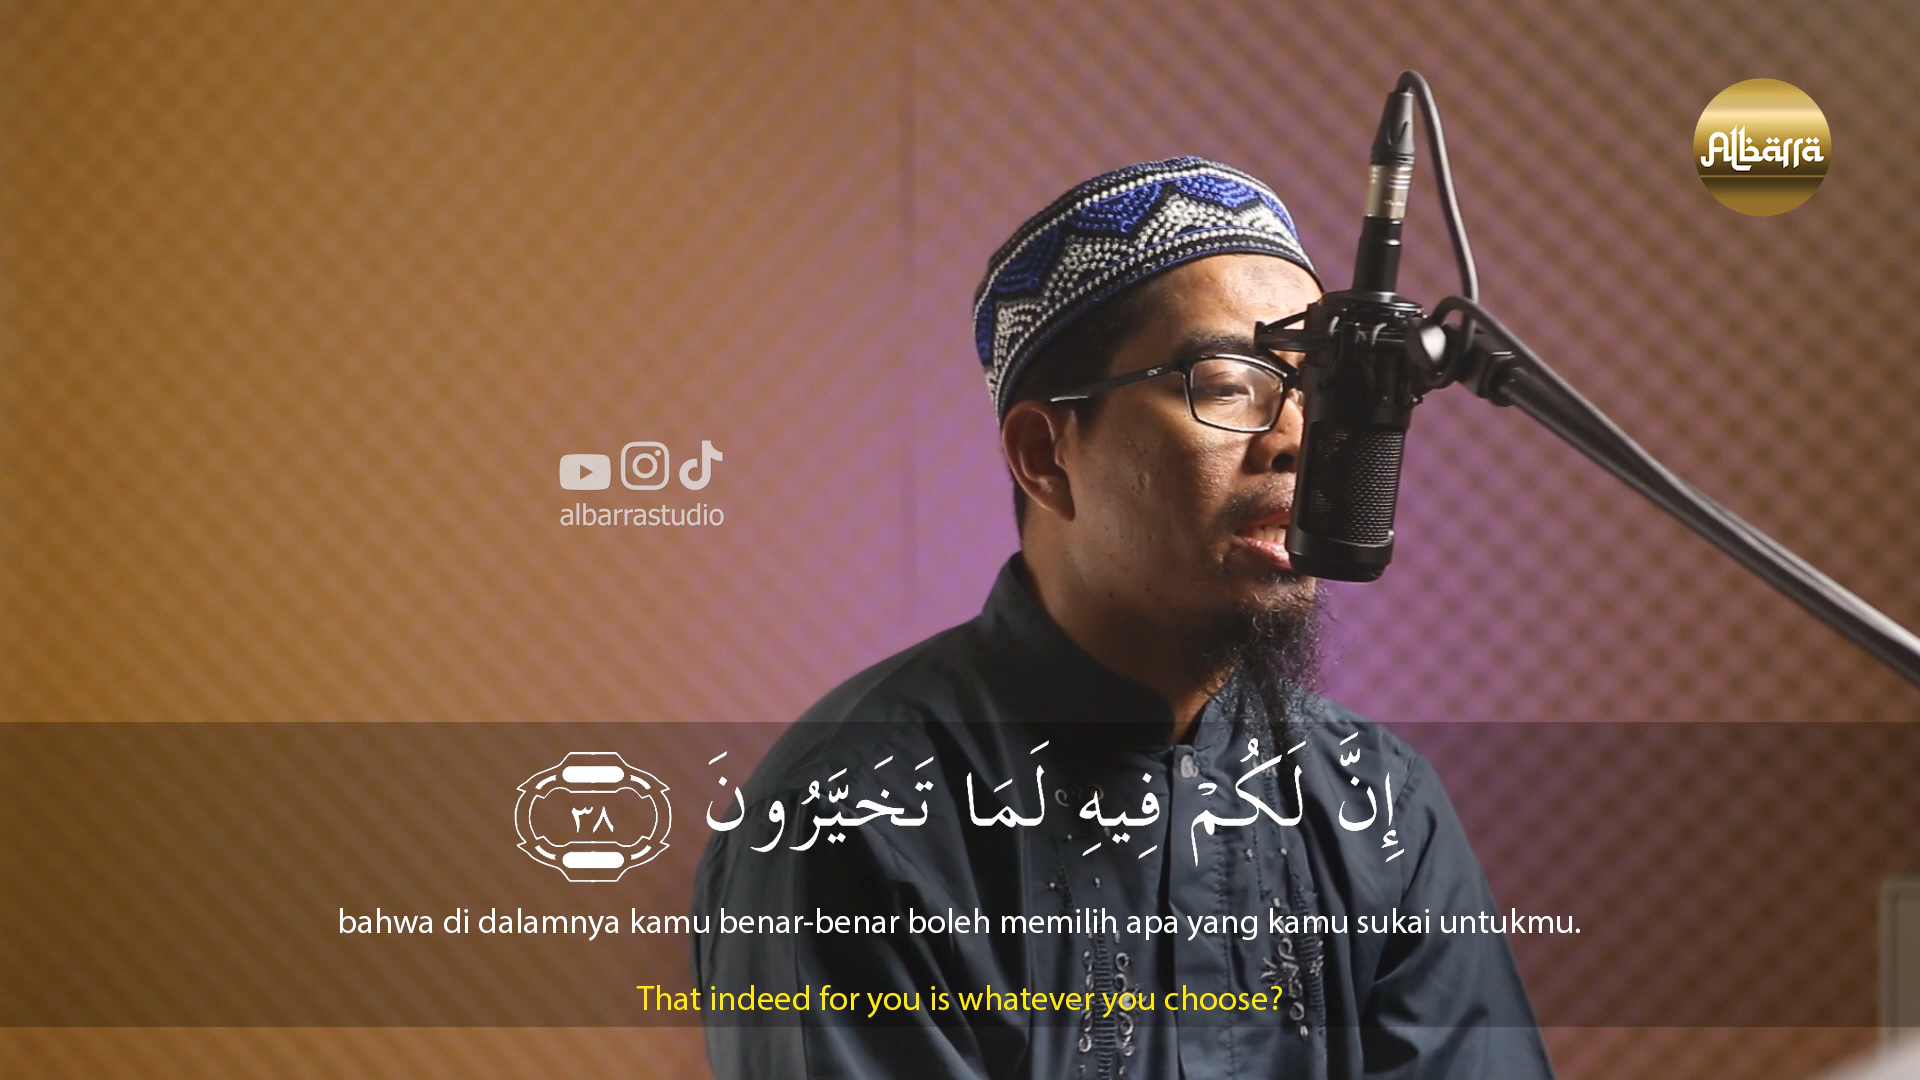 Albarra
albarrastudio
إِنَّ لَكُمْ فِيهِ لَمَا تَخَيَّرُونَ ٣٨
bahwa di dalamnya kamu benar-benar boleh memilih apa yang kamu sukai untukmu.
That indeed for you is whatever you choose?